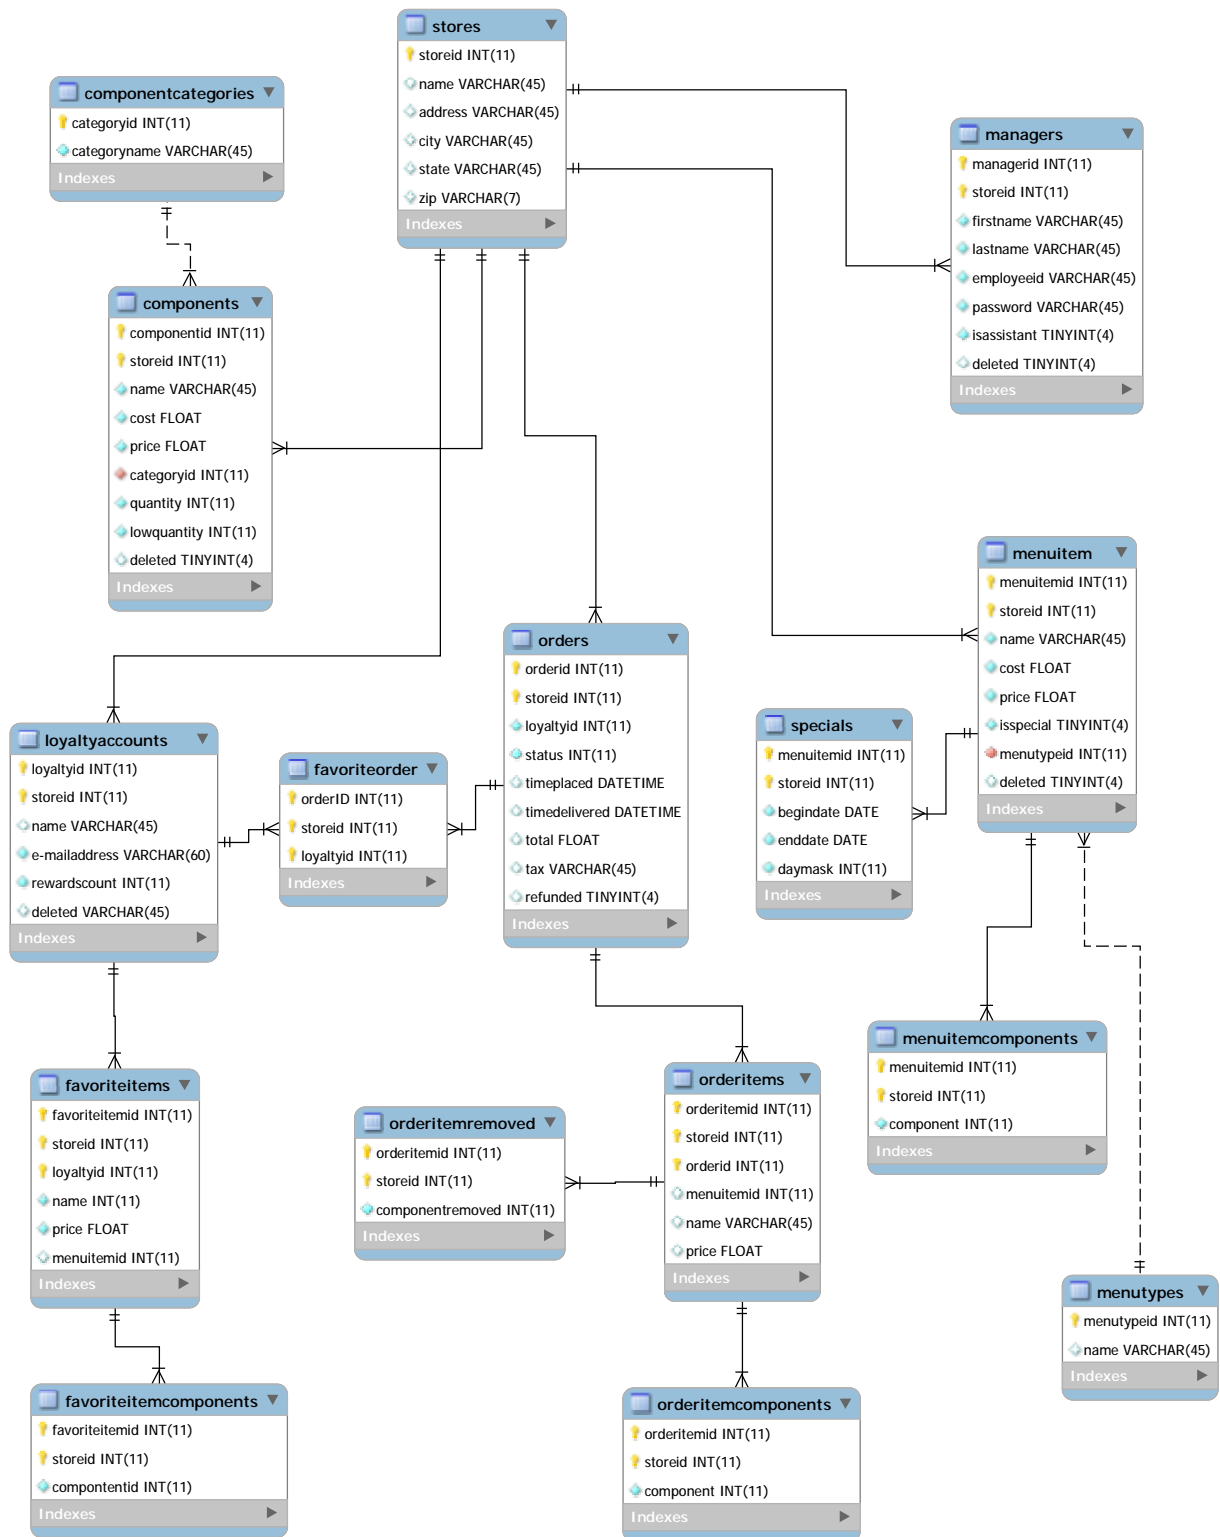 stores
storeid INT(11)
name VARCHAR(45)
address VARCHAR(45)
city VARCHAR(45)
state VARCHAR(45)
zip VARCHAR(7)
Indexes
componentcategories
categoryid INT(11)
categoryname VARCHAR(45)
Indexes
managers
managerid INT(11)
storeid INT(11)
firstname VARCHAR(45)
lastname VARCHAR(45)
employeeid VARCHAR(45)
password VARCHAR(45)
isassistant TINYINT(4)
deleted TINYINT(4)
Indexes
components
componentid INT(11)
storeid INT(11)
name VARCHAR(45)
cost FLOAT
price FLOAT
categoryid INT(11)
quantity INT(11)
lowquantity INT(11)
deleted TINYINT(4)
Indexes
menuitem
menuitemid INT(11)
storeid INT(11)
name VARCHAR(45)
cost FLOAT
price FLOAT
isspecial TINYINT(4)
menutypeid INT(11)
deleted TINYINT(4)
Indexes
orders
orderid INT(11)
storeid INT(11)
loyaltyid INT(11)
status INT(11)
timeplaced DATETIME
timedelivered DATETIME
total FLOAT
tax VARCHAR(45)
refunded TINYINT(4)
Indexes
specials
menuitemid INT(11)
storeid INT(11)
begindate DATE
enddate DATE
daymask INT(11)
Indexes
loyaltyaccounts
loyaltyid INT(11)
storeid INT(11)
name VARCHAR(45)
e-mailaddress VARCHAR(60)
rewardscount INT(11)
deleted VARCHAR(45)
Indexes
favoriteorder
orderID INT(11)
storeid INT(11)
loyaltyid INT(11)
Indexes
menuitemcomponents
menuitemid INT(11)
storeid INT(11)
component INT(11)
Indexes
favoriteitems
favoriteitemid INT(11)
storeid INT(11)
loyaltyid INT(11)
name INT(11)
price FLOAT
menuitemid INT(11)
Indexes
orderitems
orderitemid INT(11)
storeid INT(11)
orderid INT(11)
menuitemid INT(11)
name VARCHAR(45)
price FLOAT
Indexes
orderitemremoved
orderitemid INT(11)
storeid INT(11)
componentremoved INT(11)
Indexes
menutypes
menutypeid INT(11)
name VARCHAR(45)
Indexes
favoriteitemcomponents
favoriteitemid INT(11)
storeid INT(11)
compontentid INT(11)
Indexes
orderitemcomponents
orderitemid INT(11)
storeid INT(11)
component INT(11)
Indexes